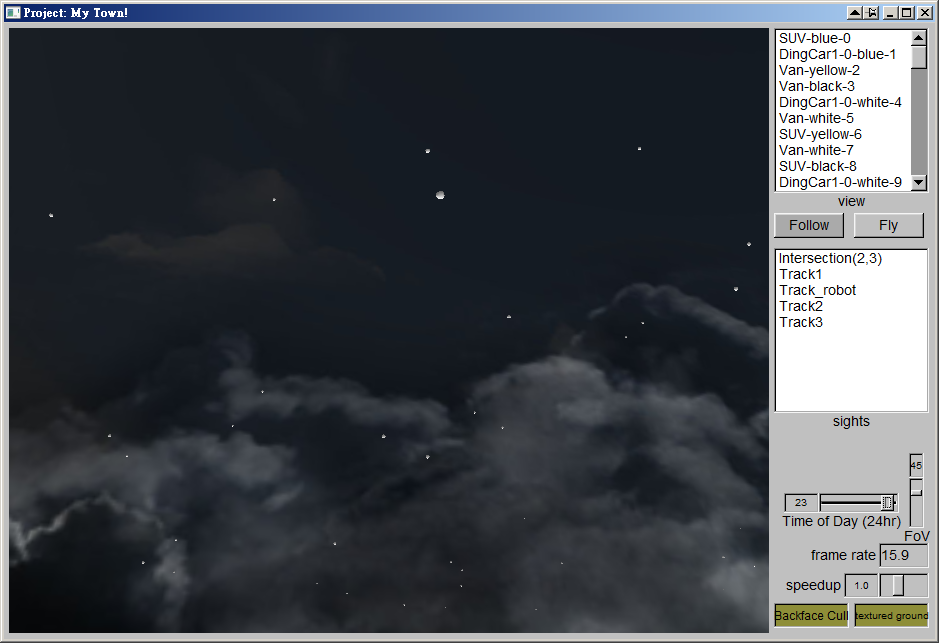 Project: My Town!
SUV-blue-0
DingCar1-0-blue-1
Van-yellow-2
Van-black-3
DingCar1-0-white-4
Van-white-5
SUV-yellow-6
Van-white-7
SUV-black-8
DingCar1-0-white-9
view
Follow
Fly
Intersection(2,3)
Track1
Track_robot
Track2
Track3
sights
45
23
Time of Day (24hr)
FoV
frame rate 15.9
speedup 1.0
Backface Cull
textured ground